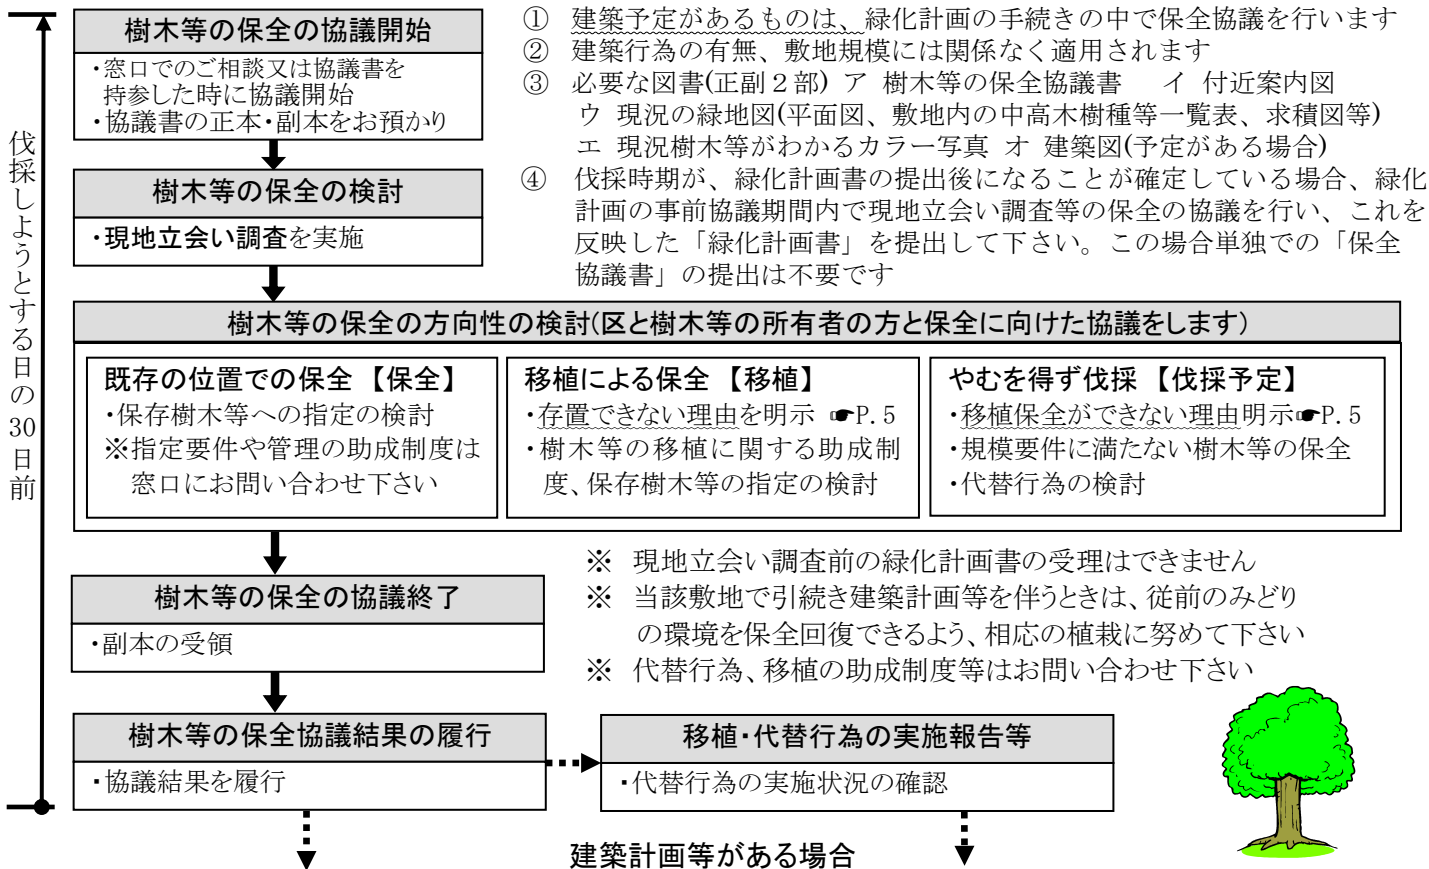 樹木等の保全の協議開始
・窓口でのご相談又は協議書を
持参した時に協議開始
・協議書の正本・副本をお預かり
① 建築予定があるものは、緑化計画の手続きの中で保全協議を行います
② 建築行為の有無、敷地規模には関係なく適用されます
③ 必要な図書(正副２部) ア 樹木等の保全協議書 イ 付近案内図
ウ 現況の緑地図(平面図、敷地内の中高木樹種等一覧表、求積図等)
エ 現況樹木等がわかるカラー写真 オ 建築図(予定がある場合)
④ 伐採時期が、緑化計画書の提出後になることが確定している場合、緑化
計画の事前協議期間内で現地立会い調査等の保全の協議を行い、これを
反映した「緑化計画書」を提出して下さい。この場合単独での「保全
協議書」の提出は不要です
伐採しようとする日の30日前
樹木等の保全の検討
・現地立会い調査を実施
樹木等の保全の方向性の検討(区と樹木等の所有者の方と保全に向けた協議をします)
既存の位置での保全 【保全】
・保存樹木等への指定の検討
※指定要件や管理の助成制度は
窓口にお問い合わせ下さい
移植による保全 【移植】
・存置できない理由を明示 ☛P.5
・樹木等の移植に関する助成制
度、保存樹木等の指定の検討
やむを得ず伐採 【伐採予定】
・移植保全ができない理由明示☛P.5
・規模要件に満たない樹木等の保全
・代替行為の検討
※ 現地立会い調査前の緑化計画書の受理はできません
※ 当該敷地で引続き建築計画等を伴うときは、従前のみどり
の環境を保全回復できるよう、相応の植栽に努めて下さい
※ 代替行為、移植の助成制度等はお問い合わせ下さい
樹木等の保全の協議終了
・副本の受領
樹木等の保全協議結果の履行
・協議結果を履行
移植・代替行為の実施報告等
・代替行為の実施状況の確認
建築計画等がある場合